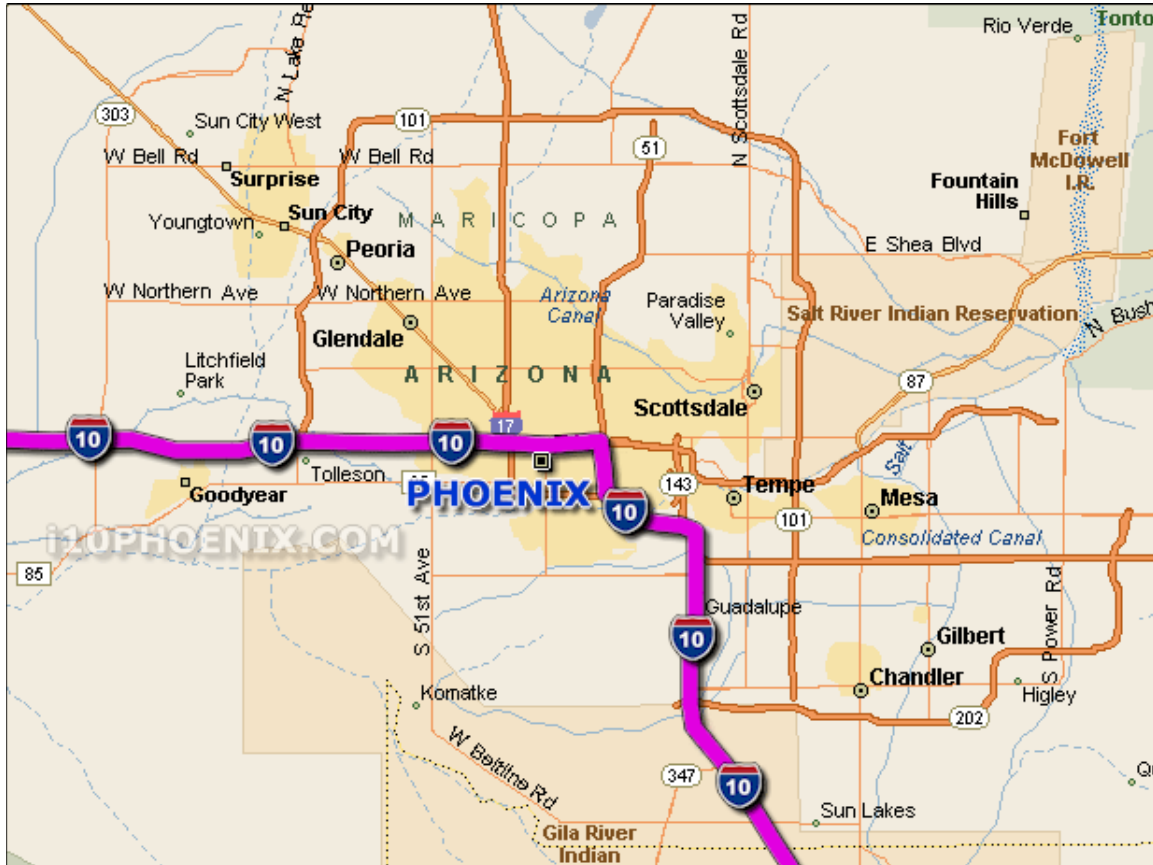 Rio Verde
Tonto
N Lake
N Scottsdale Rd
303
Sun City West
101
51
W Bell Rd
W Bell Rd
Fort
McDowell
I.R.
Surprise
Fountain
Hills
Sun City
Youngtown
MARICOPA
Peoria
E Shea Blvd
W Northern Ave
W Northern Ave
Arizona
Canal
Paradise
Valley
Salt River Indian Reservation
N Bush
Glendale
Litchfield
Park
ARIZONA
87
Scottsdale
17
10
10
10
Tolleson
Salt
143
Tempe
Goodyear
PHOENIX
Mesa
10
101
i10PHOENIX.COM
Consolidated Canal
85
S 51st Ave
S Power Rd
Guadalupe
10
Gilbert
Chandler
Komatke
Higley
202
W Beltline Rd
347
10
Sun Lakes
Gila River
Indian